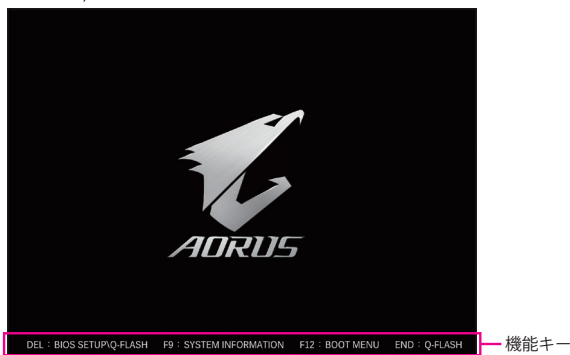 AORUS
DEL : BIOS SETUP\Q-FLASH F9 : SYSTEM INFORMATION F12 : BOOT MENU END : Q-FLASH
機能キー